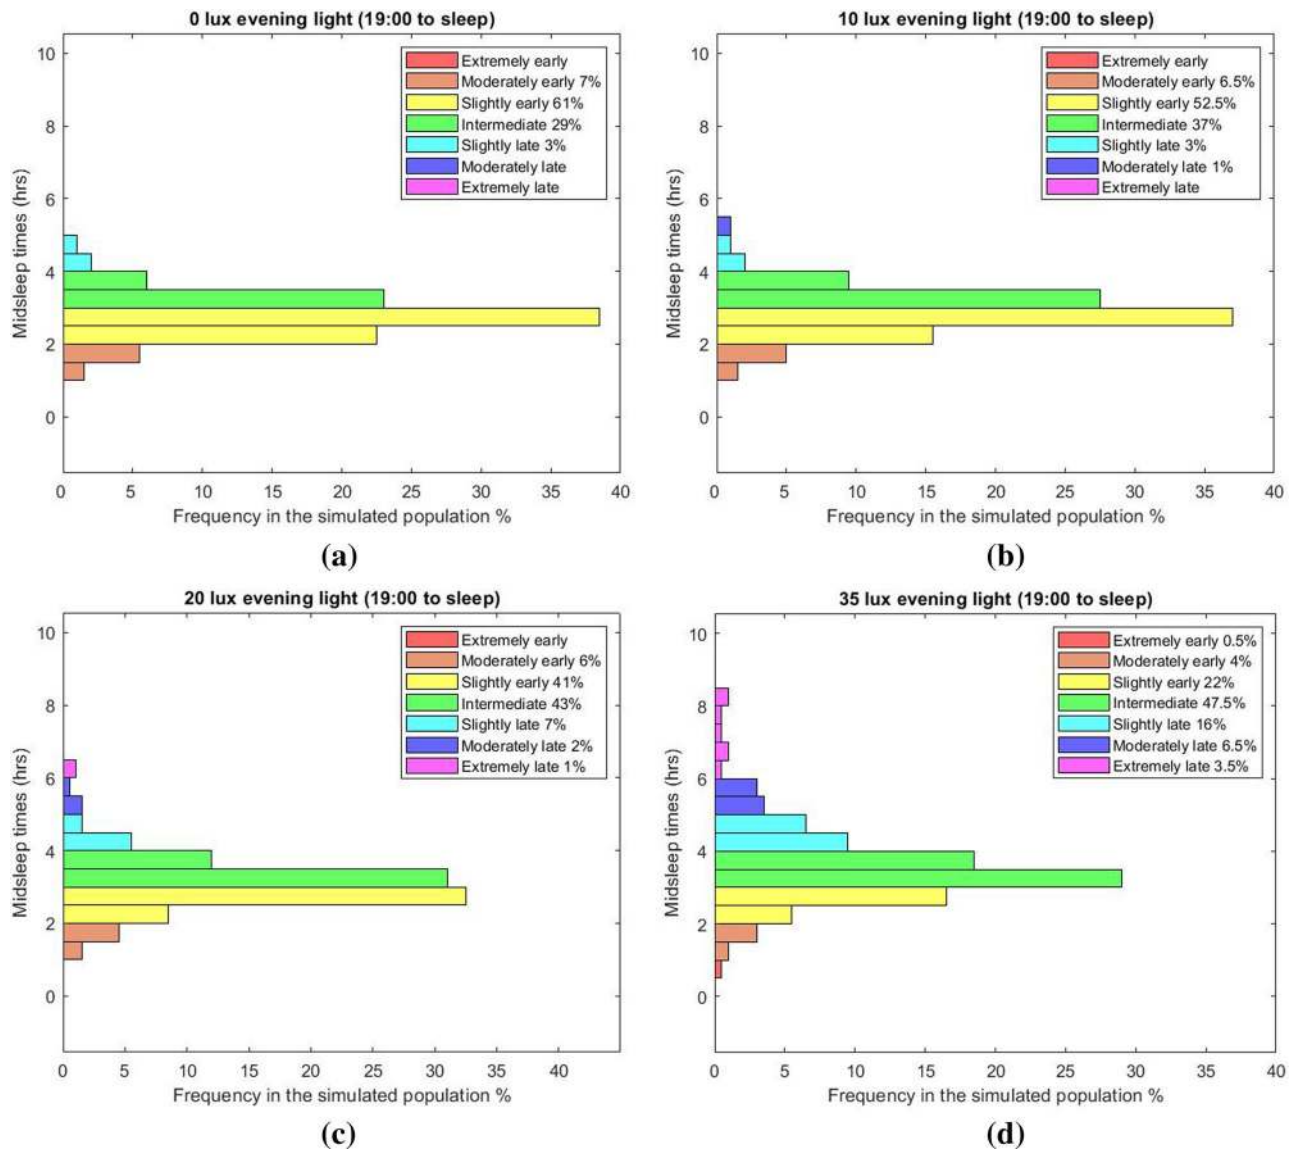 0 lux evening light (19:00 to sleep)
10
8
6
4
2
0
Midsleep times (hrs)
Extremely early
Moderately early 7%
Slightly early 61%
Intermediate 29%
Slightly late 3%
Moderately late
Extremely late
0 5 10 15 20 25 30 35 40
Frequency in the simulated population %
(a)
10 lux evening light (19:00 to sleep)
10
8
6
4
2
0
Midsleep times (hrs)
Extremely early
Moderately early 6.5%
Slightly early 52.5%
Intermediate 37%
Slightly late 3%
Moderately late 1%
Extremely late
0 5 10 15 20 25 30 35 40
Frequency in the simulated population %
(b)
20 lux evening light (19:00 to sleep)
10
8
6
4
2
0
Midsleep times (hrs)
Extremely early
Moderately early 6%
Slightly early 41%
Intermediate 43%
Slightly late 7%
Moderately late 2%
Extremely late 1%
0 5 10 15 20 25 30 35 40
Frequency in the simulated population %
(c)
35 lux evening light (19:00 to sleep)
10
8
6
4
2
0
Midsleep times (hrs)
Extremely early 0.5%
Moderately early 4%
Slightly early 22%
Intermediate 47.5%
Slightly late 16%
Moderately late 6.5%
Extremely late 3.5%
0 5 10 15 20 25 30 35 40
Frequency in the simulated population %
(d)